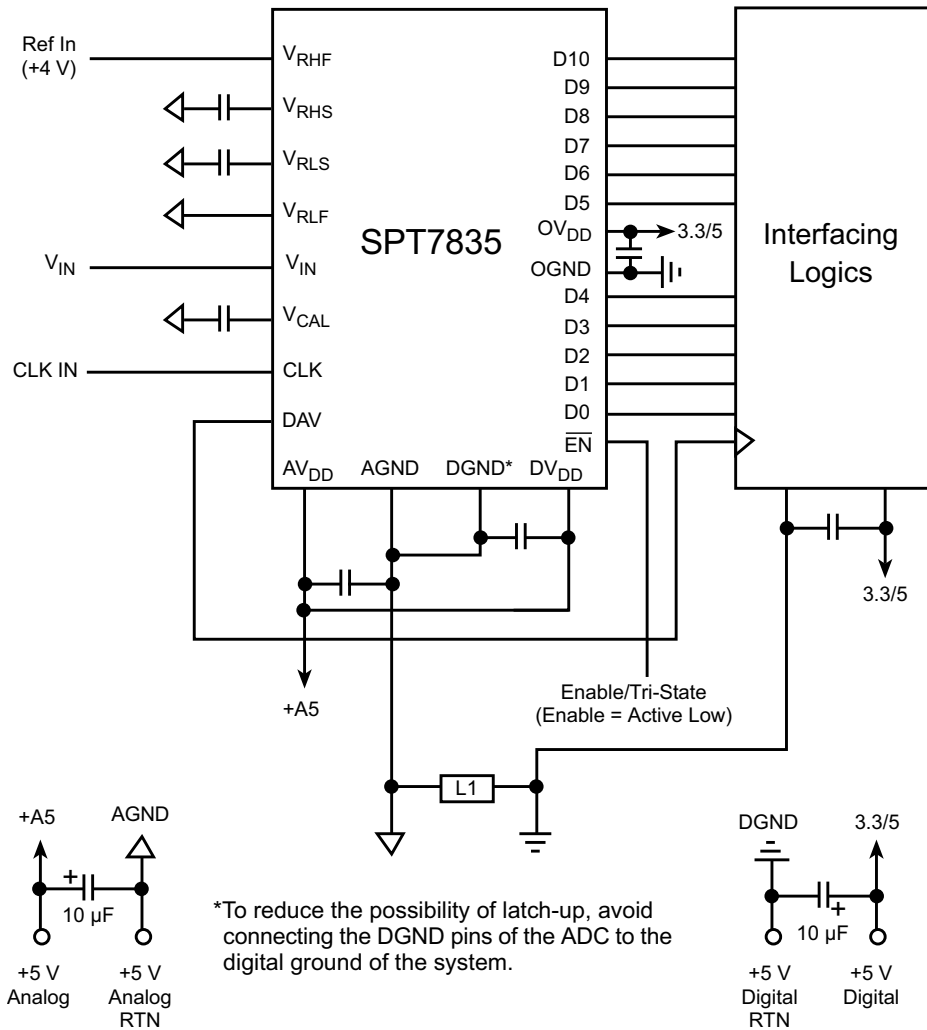 Ref In
(+4 V)
VRHF
VRHS
VRLS
VRLF
VIN
VIN
VCAL
CLK IN
CLK
DAV
AVDD
AGND
DGND*
DVDD
SPT7835
D10
D9
D8
D7
D6
D5
OVDD
3.3/5
OGND
D4
D3
D2
D1
D0
EN
Interfacing
Logics
3.3/5
+A5
Enable/Tri-State
(Enable = Active Low)
L1
+A5
AGND
+
10 µF
+5 V
Analog
+5 V
Analog
RTN
*To reduce the possibility of latch-up, avoid
connecting the DGND pins of the ADC to the
digital ground of the system.
DGND
3.3/5
+
10 µF
+5 V
Digital
RTN
+5 V
Digital